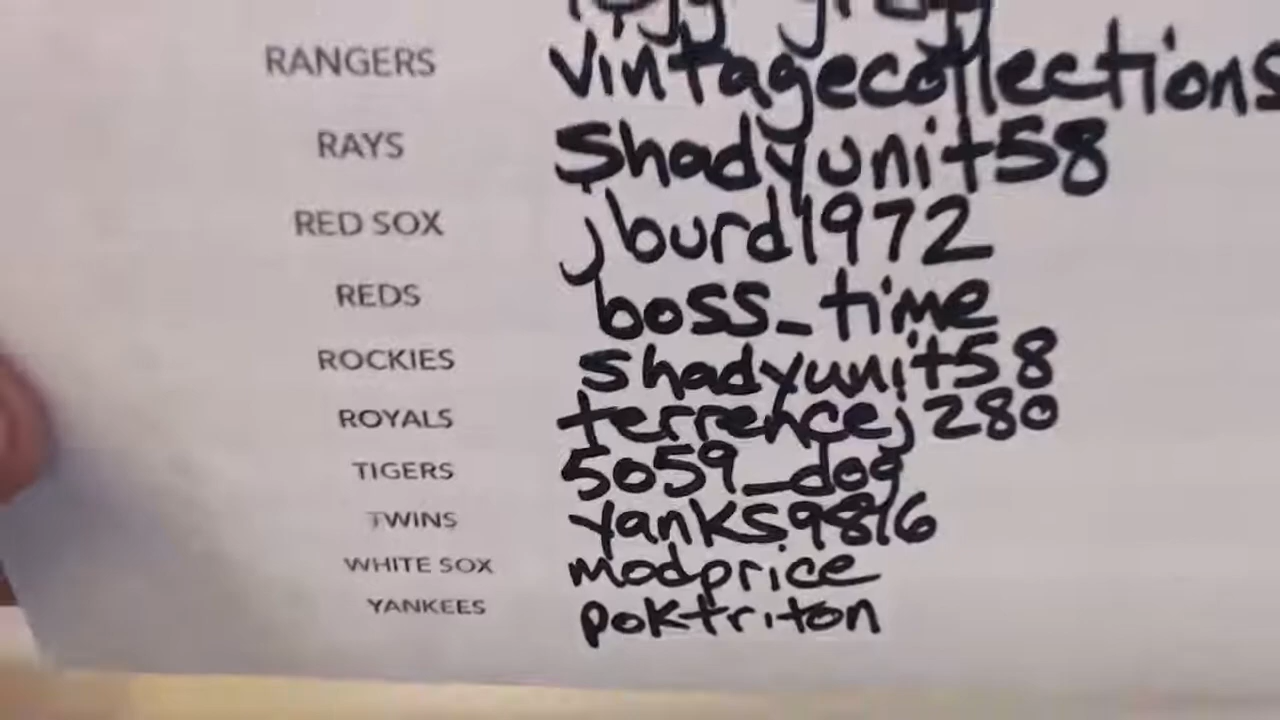 RANGERS vintagecollections
RAYS Shadyunit58
RED SOX jburd1972
REDS boss_time
ROCKIES Shadyunit58
ROYALS terrencej280
TIGERS 5059_dog
TWINS yanks9816
WHITE SOX modprice
YANKEES poktriton